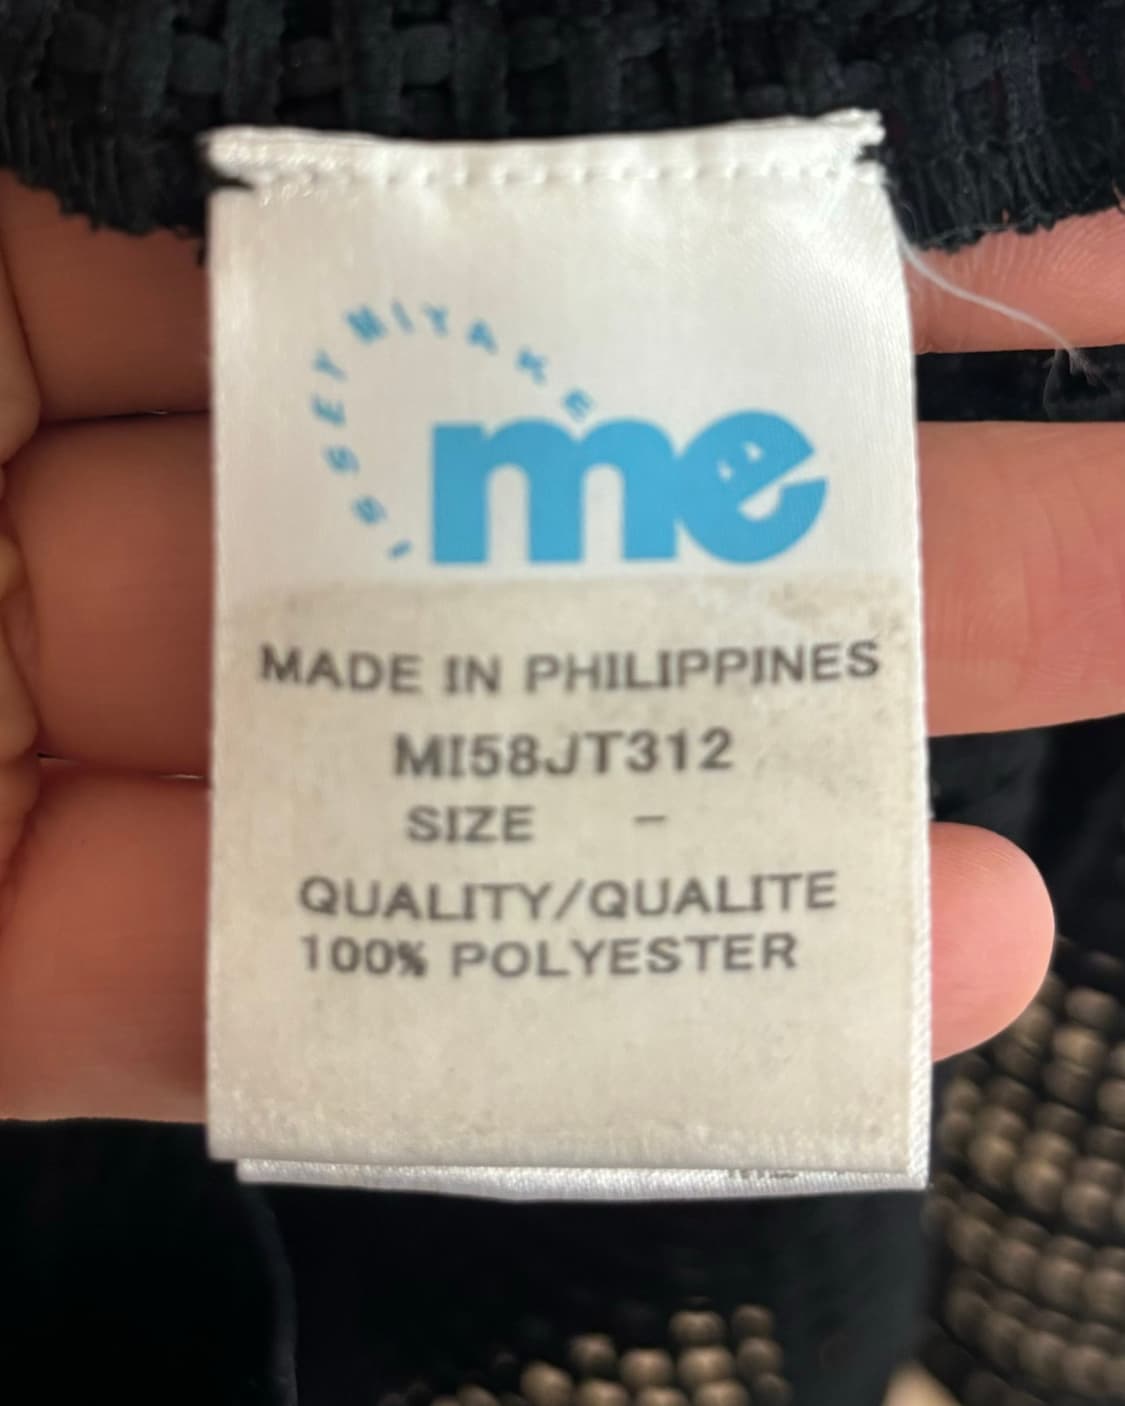 ISSEY MIYAKE
me
MADE IN PHILIPPINES
MI58JT312
SIZE –
QUALITY/QUALITE
100% POLYESTER